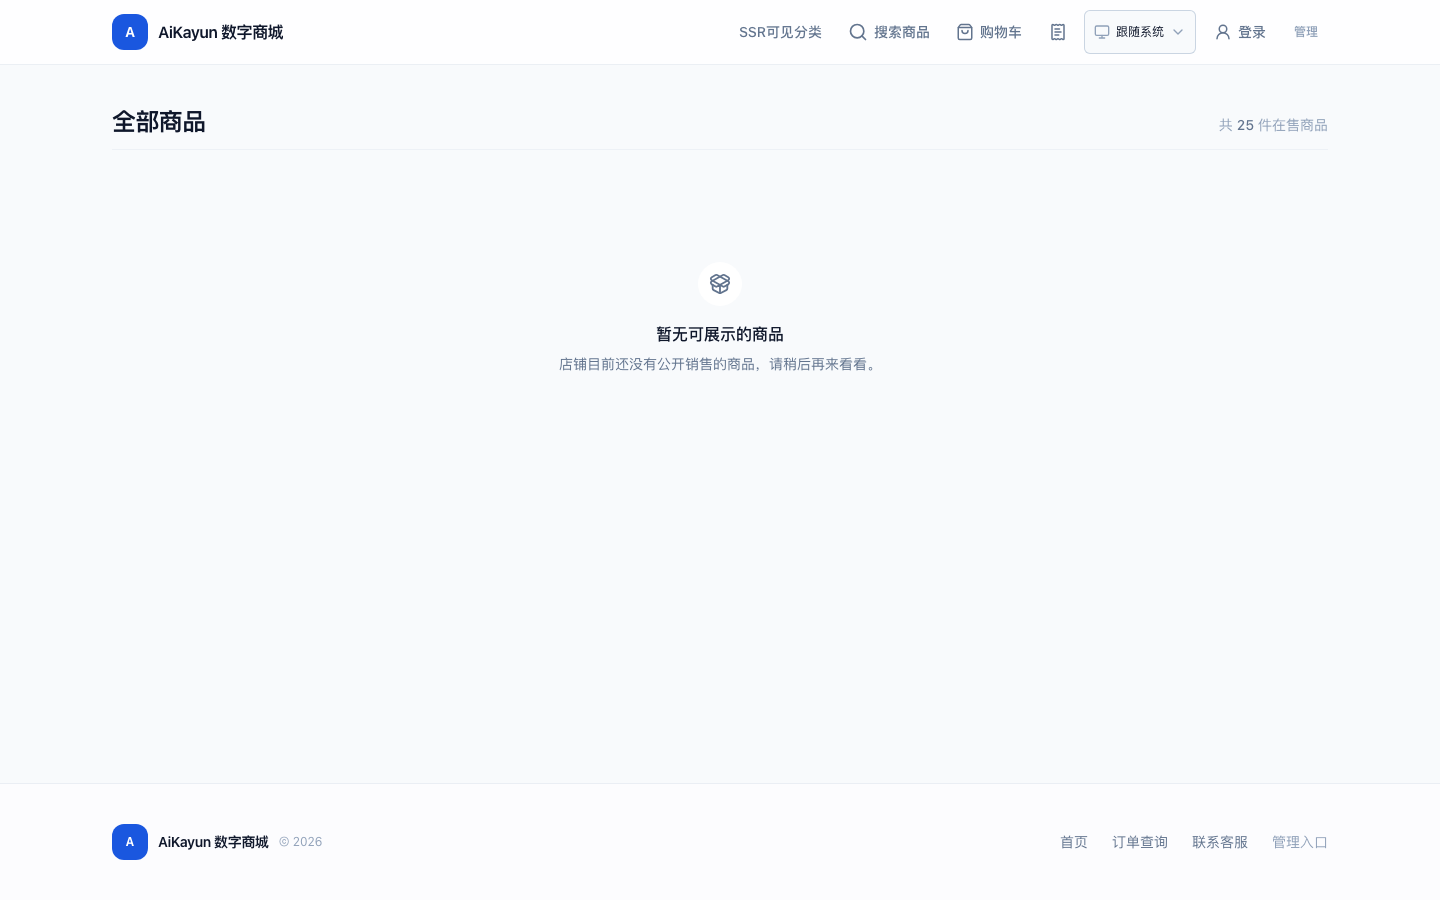 A AiKayun 数字商城 SSR可见分类 搜索商品 购物车 跟随系统 登录 管理
全部商品 共 25 件在售商品
暂无可展示的商品
店铺目前还没有公开销售的商品，请稍后再来看看。
A AiKayun 数字商城 © 2026 首页 订单查询 联系客服 管理入口